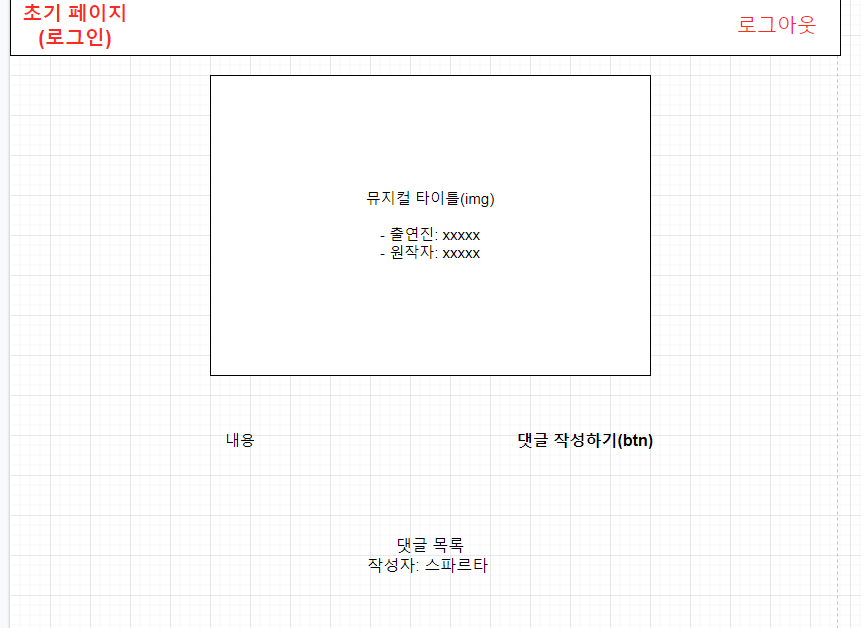 초기 페이지
(로그인)
로그아웃
뮤지컬 타이틀(img)
- 출연진: xxxxx
- 원작자: xxxxx
내용
댓글 작성하기(btn)
댓글 목록
작성자: 스파르타